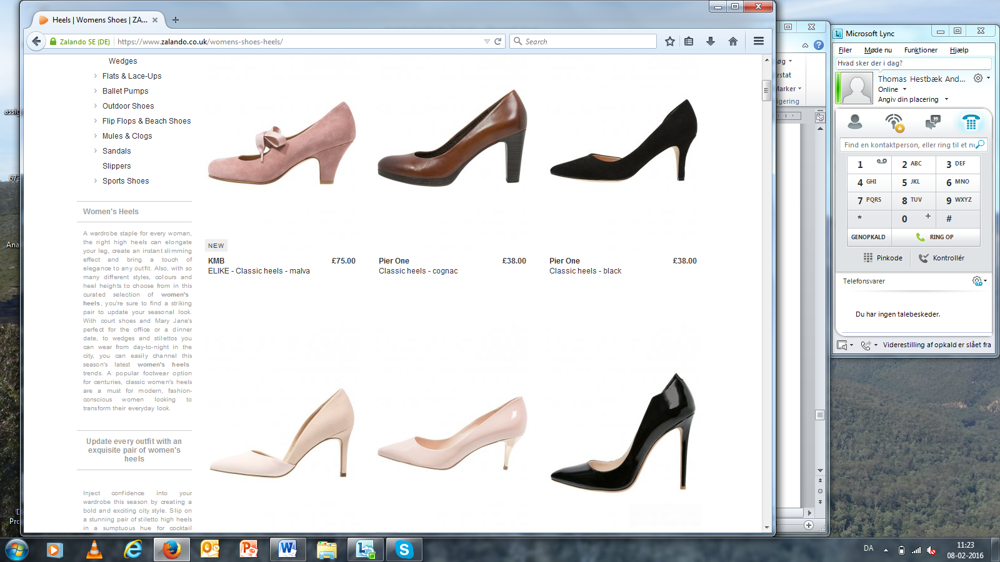 Heels | Womens Shoes | ZA...
Zalando SE (DE)
https://www.zalando.co.uk/womens-shoes-heels/
Search
Wedges
Flats & Lace-Ups
Ballet Pumps
Outdoor Shoes
Flip Flops & Beach Shoes
Mules & Clogs
Sandals
Slippers
Sports Shoes
Women's Heels
A wardrobe staple for every woman,
the right high heels can elongate
your leg, create an instant slimming
effect and bring a touch of
elegance to any outfit. Also, with so
many different styles, colours and
heel heights to choose from in this
curated selection of women's
heels, you're sure to find a striking
pair to update your seasonal look.
With court shoes and Mary Jane's
perfect for the office or a dinner
date, to wedges and stilettos you
can wear from day-to-night in the
city, you can easily channel this
season's latest women's heels
trends. A popular footwear option
for centuries, classic women's heels
are a must for modern, fashion-
conscious women looking to
transform their everyday look.
Update every outfit with an
exquisite pair of women's
heels
Inject confidence into your
wardrobe this season by creating a
bold and exciting city style. Slip on
a stunning pair of stiletto high heels
in a sumptuous hue for cocktail
NEW
KMB £75.00
ELIKE - Classic heels - malva
Pier One £38.00
Classic heels - cognac
Pier One £38.00
Classic heels - black
øg
rstat
Marker
igering
Microsoft Lync
Filer Møde nu Funktioner Hjælp
Hvad sker der i dag?
Thomas Hestbæk And...
Online
Angiv din placering
Find en kontaktperson, eller ring til et nu
1
2 ABC
3 DEF
4 GHI
5 JKL
6 MNO
7 PQRS
8 TUV
9 WXYZ
*
0 +
#
GENOPKALD
RING OP
Pinkode
Kontrollér
Telefonsvarer
Du har ingen talebeskeder.
Viderestilling af opkald er slået fra
assi
67
Ana
Pro
DA
11:23
08-02-2016